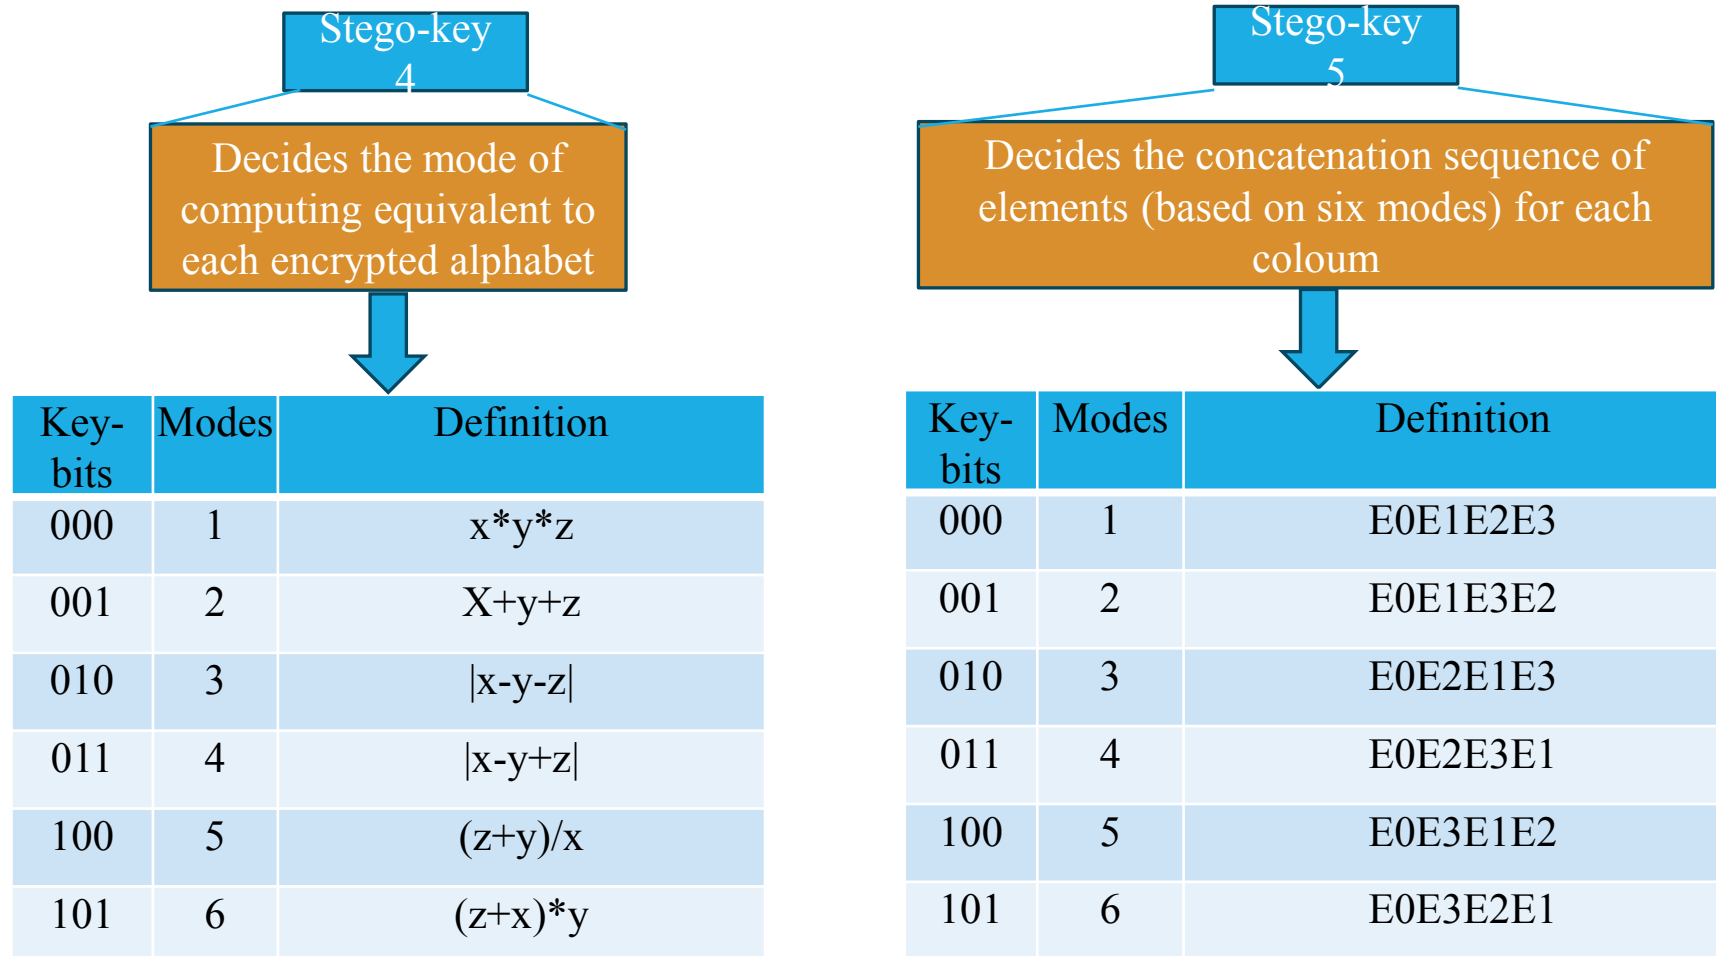 Stego-key
4
Decides the mode of
computing equivalent to
each encrypted alphabet
Key-
bits
Modes
Definition
000 1 x*y*z
001 2 X+y+z
010 3 |x-y-z|
011 4 |x-y+z|
100 5 (z+y)/x
101 6 (z+x)*y
Stego-key
5
Decides the concatenation sequence of
elements (based on six modes) for each
coloum
Key-
bits
Modes
Definition
000 1 E0E1E2E3
001 2 E0E1E3E2
010 3 E0E2E1E3
011 4 E0E2E3E1
100 5 E0E3E1E2
101 6 E0E3E2E1